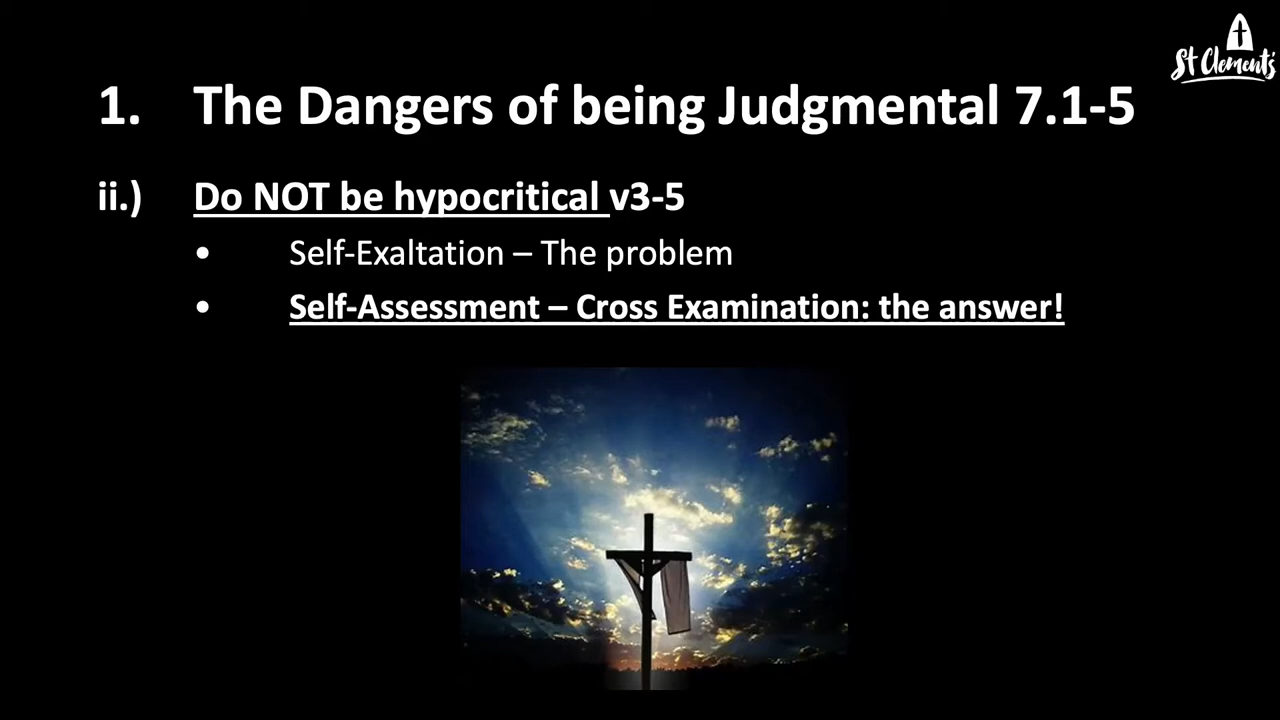 St Clement's
1. The Dangers of being Judgmental 7.1-5
ii.) Do NOT be hypocritical v3-5
• Self-Exaltation – The problem
• Self-Assessment – Cross Examination: the answer!